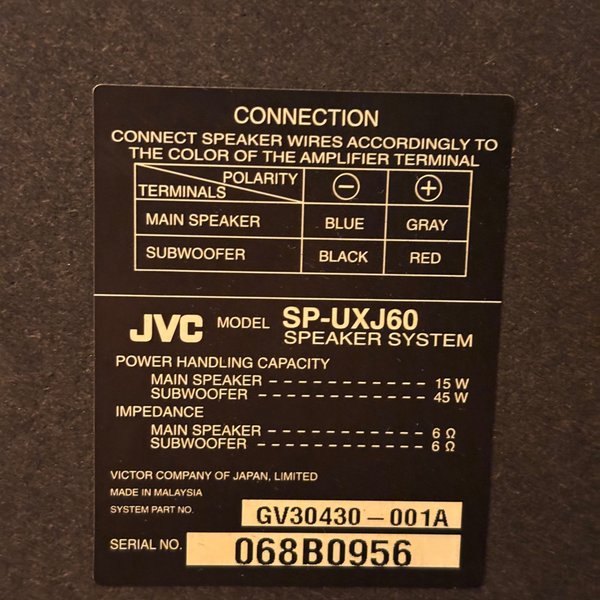 CONNECTION
CONNECT SPEAKER WIRES ACCORDINGLY TO
THE COLOR OF THE AMPLIFIER TERMINAL
POLARITY
TERMINALS
− +
MAIN SPEAKER BLUE GRAY
SUBWOOFER BLACK RED
JVC MODEL SP-UXJ60
SPEAKER SYSTEM
POWER HANDLING CAPACITY
MAIN SPEAKER ------------- 15 W
SUBWOOFER -------------- 45 W
IMPEDANCE
MAIN SPEAKER ------------- 6 Ω
SUBWOOFER -------------- 6 Ω
VICTOR COMPANY OF JAPAN, LIMITED
MADE IN MALAYSIA
SYSTEM PART NO. GV30430-001A
SERIAL NO. 068B0956